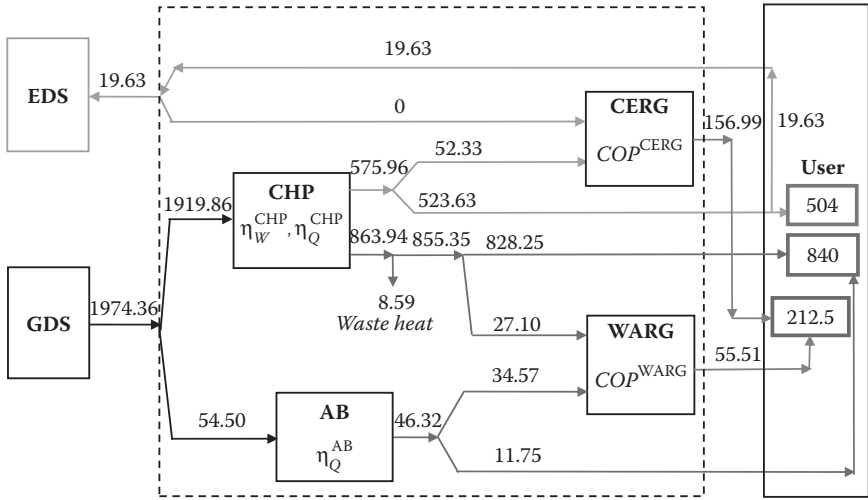 19.63
19.63
EDS
0
CERG
COP^CERG
156.99
19.63
52.33
575.96
User
1919.86
CHP
η_W^CHP, η_Q^CHP
523.63
504
863.94
855.35
828.25
840
GDS
1974.36
8.59
Waste heat
27.10
WARG
COP^WARG
212.5
55.51
34.57
54.50
AB
η_Q^AB
46.32
11.75